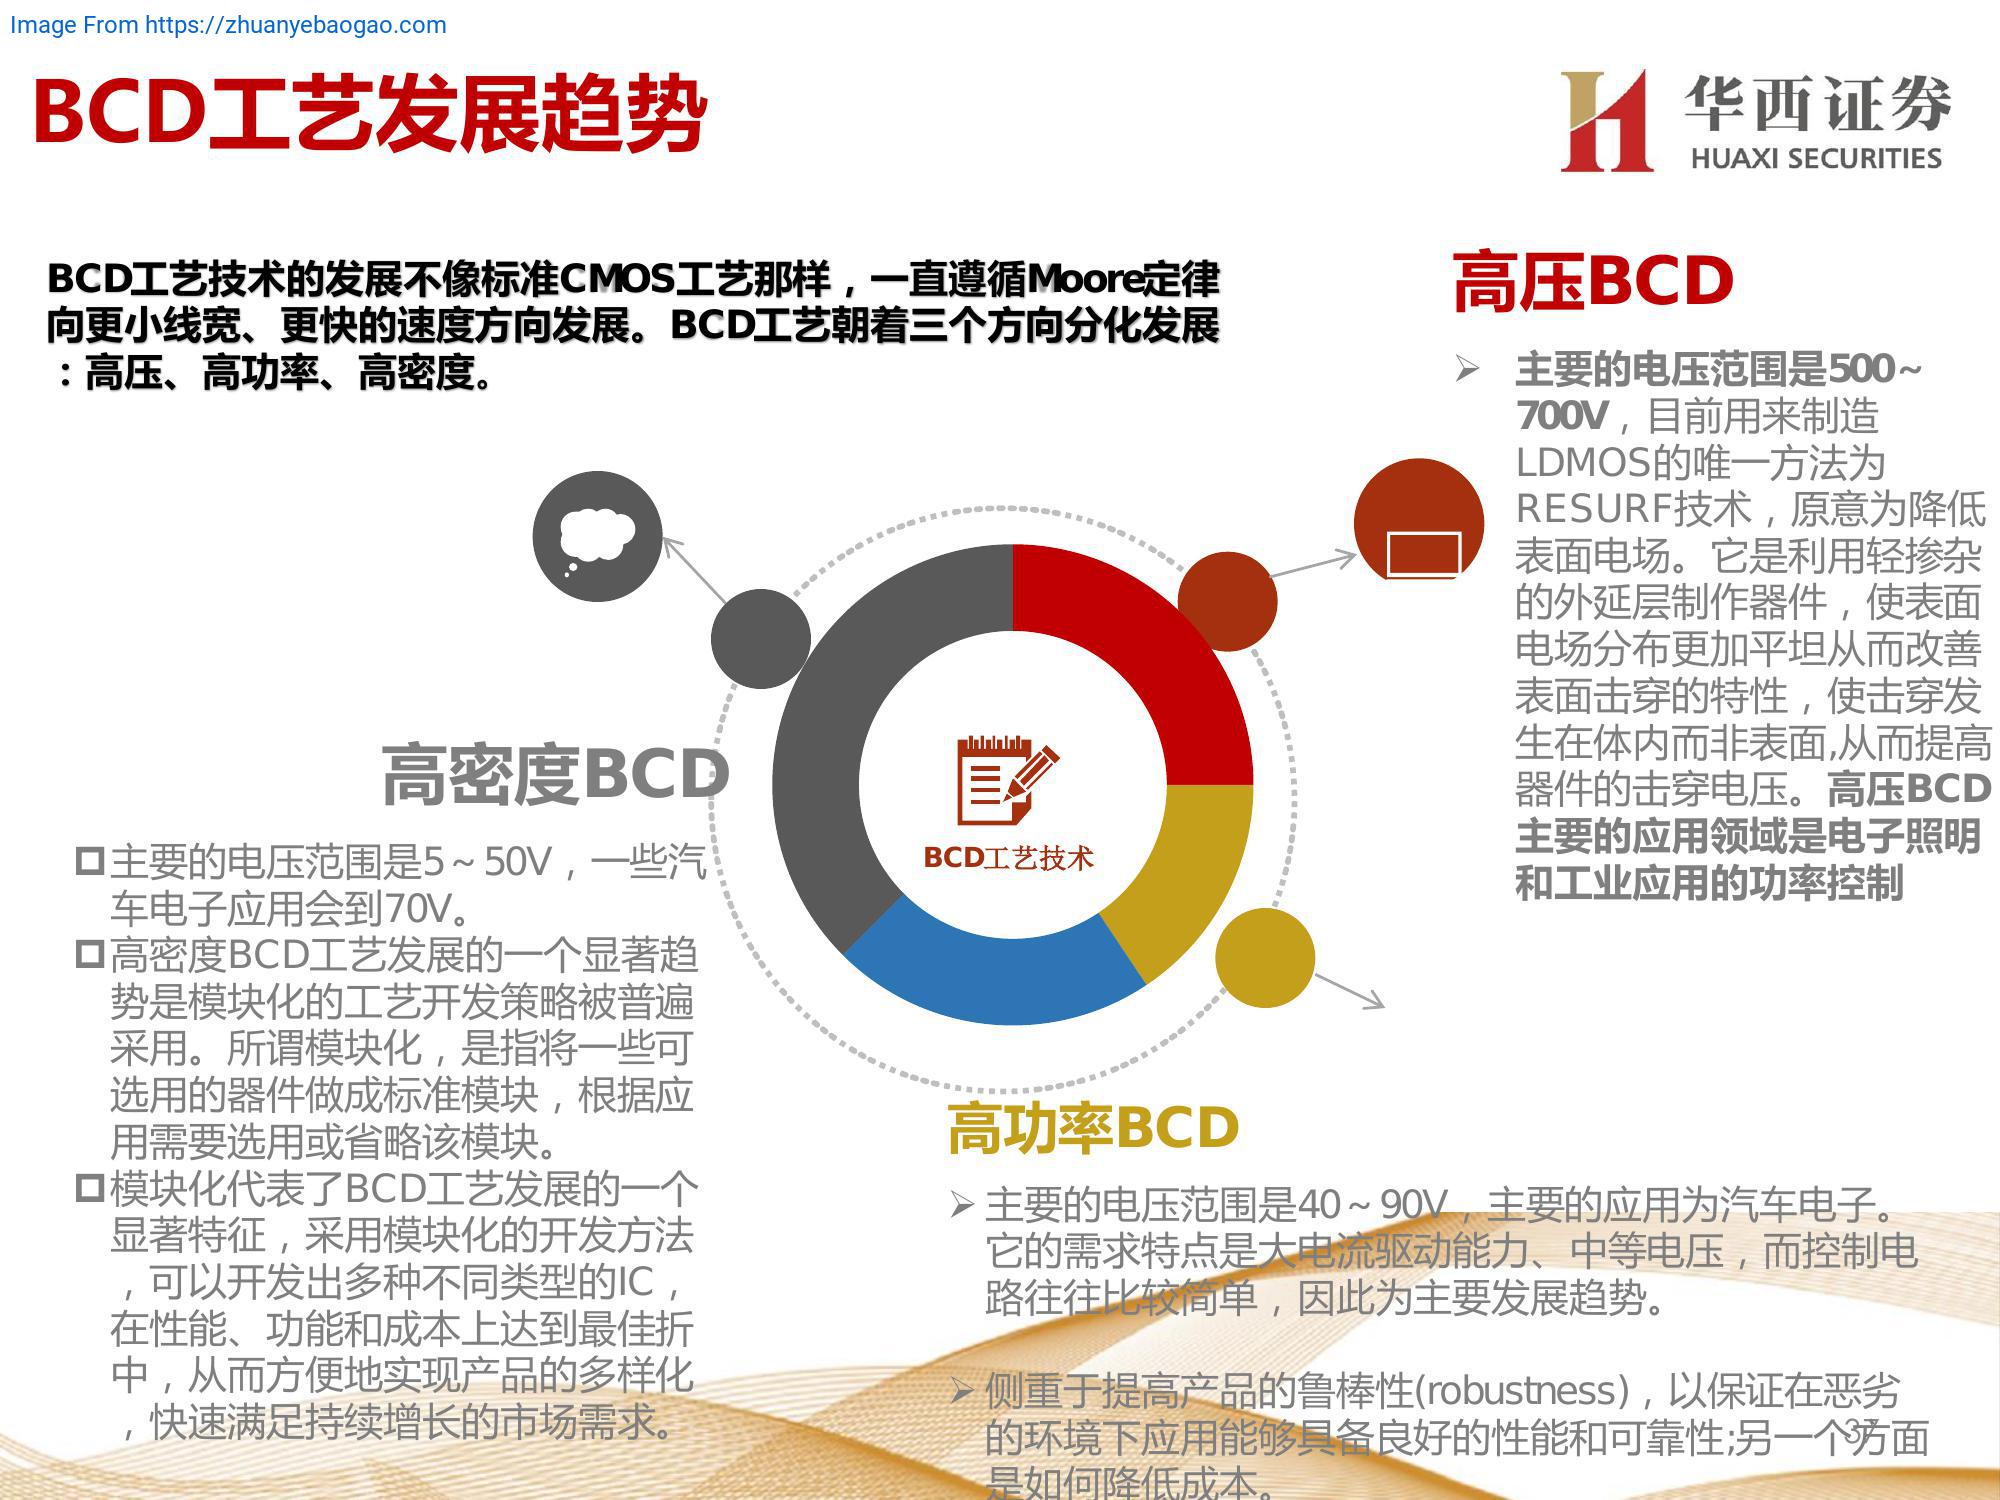 Image From https://zhuanyebaogao.com
BCD工艺发展趋势
华西证券
HUAXI SECURITIES
BCD工艺技术的发展不像标准CMOS工艺那样，一直遵循Moore定律
向更小线宽、更快的速度方向发展。BCD工艺朝着三个方向分化发展
：高压、高功率、高密度。
高压BCD
➢ 主要的电压范围是500~
700V，目前用来制造
LDMOS的唯一方法为
RESURF技术，原意为降低
表面电场。它是利用轻掺杂
的外延层制作器件，使表面
电场分布更加平坦从而改善
表面击穿的特性，使击穿发
生在体内而非表面,从而提高
器件的击穿电压。高压BCD
主要的应用领域是电子照明
和工业应用的功率控制
BCD工艺技术
高密度BCD
主要的电压范围是5～50V，一些汽
车电子应用会到70V。
高密度BCD工艺发展的一个显著趋
势是模块化的工艺开发策略被普遍
采用。所谓模块化，是指将一些可
选用的器件做成标准模块，根据应
用需要选用或省略该模块。
模块化代表了BCD工艺发展的一个
显著特征，采用模块化的开发方法
，可以开发出多种不同类型的IC，
在性能、功能和成本上达到最佳折
中，从而方便地实现产品的多样化
，快速满足持续增长的市场需求。
高功率BCD
➢ 主要的电压范围是40～90V，主要的应用为汽车电子。
它的需求特点是大电流驱动能力、中等电压，而控制电
路往往比较简单，因此为主要发展趋势。
➢ 侧重于提高产品的鲁棒性(robustness)，以保证在恶劣
的环境下应用能够具备良好的性能和可靠性;另一个方面
是如何降低成本。
37